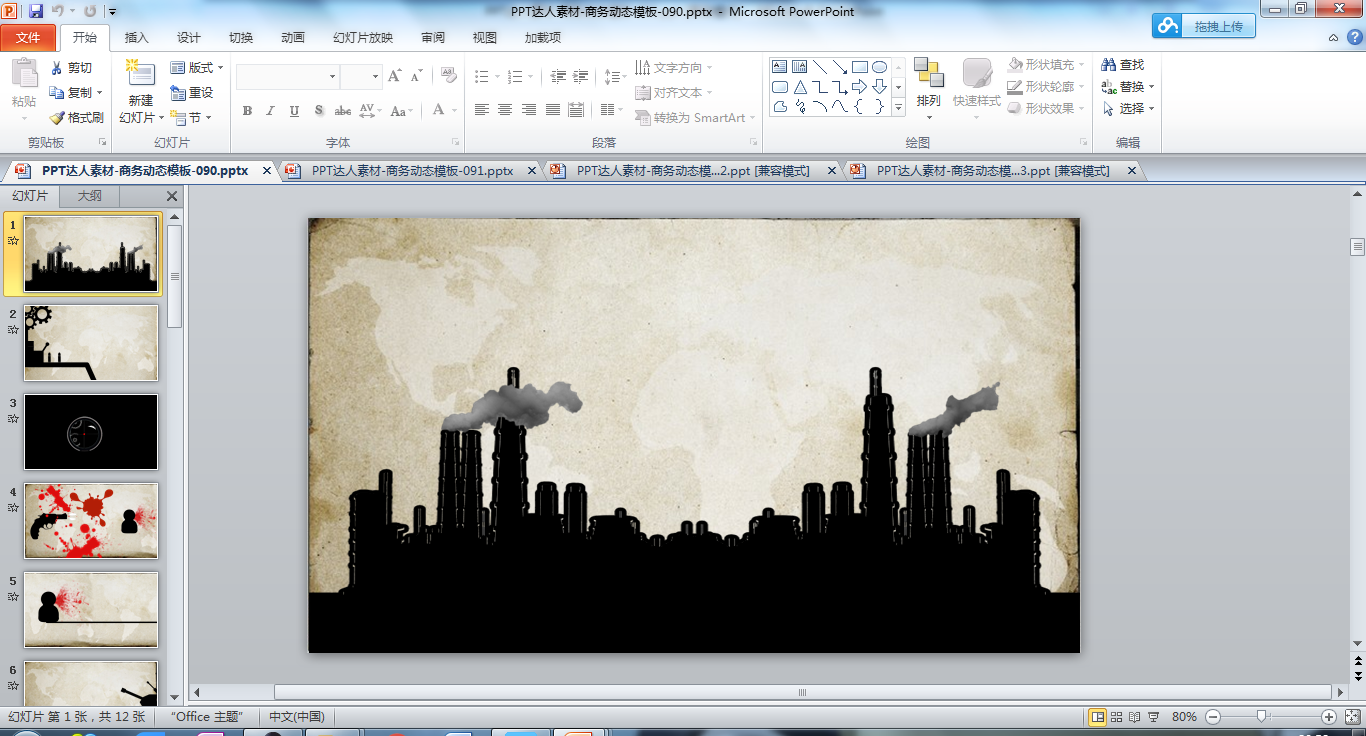 PPT达人素材-商务动态模板-090.pptx - Microsoft PowerPoint
拖拽上传
文件 开始 插入 设计 切换 动画 幻灯片放映 审阅 视图 加载项
粘贴 剪切 复制 格式刷
剪贴板
新建 幻灯片 版式 重设 节
幻灯片
B I U S abc AV Aa A
字体
文字方向 对齐文本 转换为 SmartArt
段落
排列 快速样式 形状填充 形状轮廓 形状效果
绘图
查找 替换 选择
编辑
PPT达人素材-商务动态模板-090.pptx PPT达人素材-商务动态模板-091.pptx PPT达人素材-商务动态模...2.ppt [兼容模式] PPT达人素材-商务动态模...3.ppt [兼容模式]
幻灯片 大纲
1
2
3
4
5
6
幻灯片 第 1 张，共 12 张 "Office 主题" 中文(中国) 80%